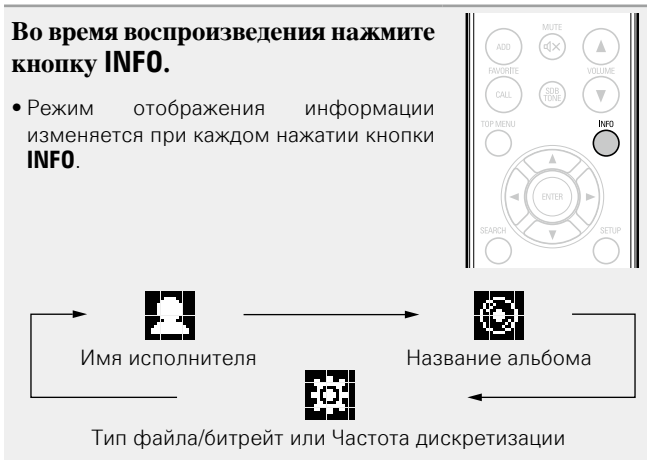 Во время воспроизведения нажмите
кнопку INFO.
• Режим отображения информации
изменяется при каждом нажатии кнопки
INFO.
MUTE
ADD
FAVORITE
VOLUME
CALL
SDB
TONE
TOP MENU
INFO
ENTER
SEARCH
SETUP
Имя исполнителя
Название альбома
Тип файла/битрейт или Частота дискретизации